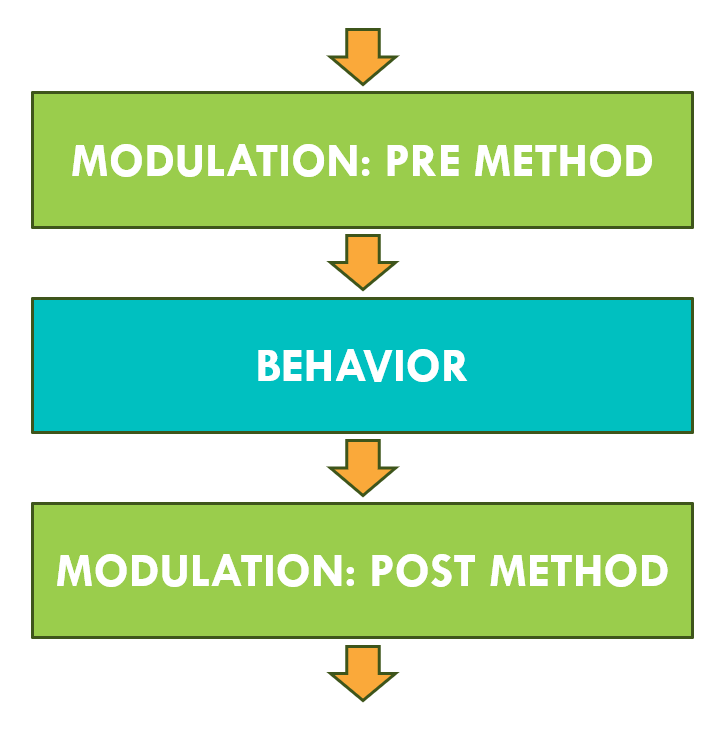 MODULATION: PRE METHOD
BEHAVIOR
MODULATION: POST METHOD